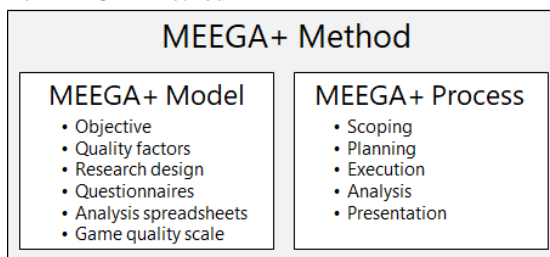 MEEGA+ Method
MEEGA+ Model
• Objective
• Quality factors
• Research design
• Questionnaires
• Analysis spreadsheets
• Game quality scale
MEEGA+ Process
• Scoping
• Planning
• Execution
• Analysis
• Presentation